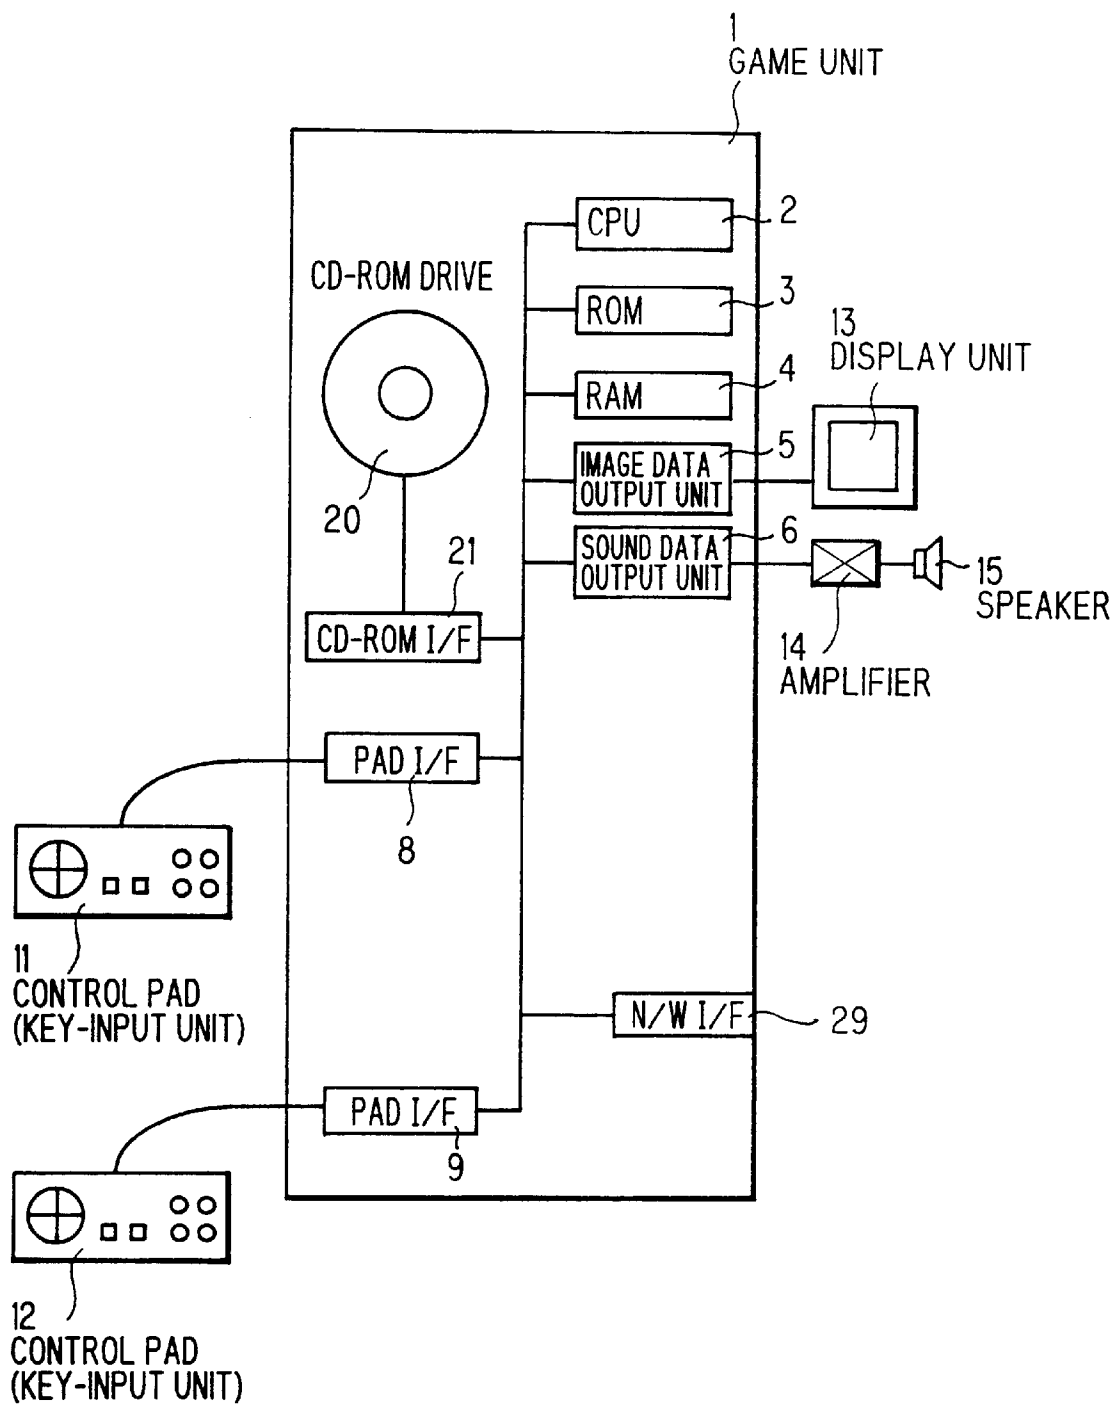 1
GAME UNIT
CPU
2
CD-ROM DRIVE
ROM
3
RAM
4
13
DISPLAY UNIT
IMAGE DATA
OUTPUT UNIT
5
20
SOUND DATA
OUTPUT UNIT
6
15
SPEAKER
14
AMPLIFIER
21
CD-ROM I/F
PAD I/F
8
11
CONTROL PAD
(KEY-INPUT UNIT)
N/W I/F
29
PAD I/F
9
12
CONTROL PAD
(KEY-INPUT UNIT)